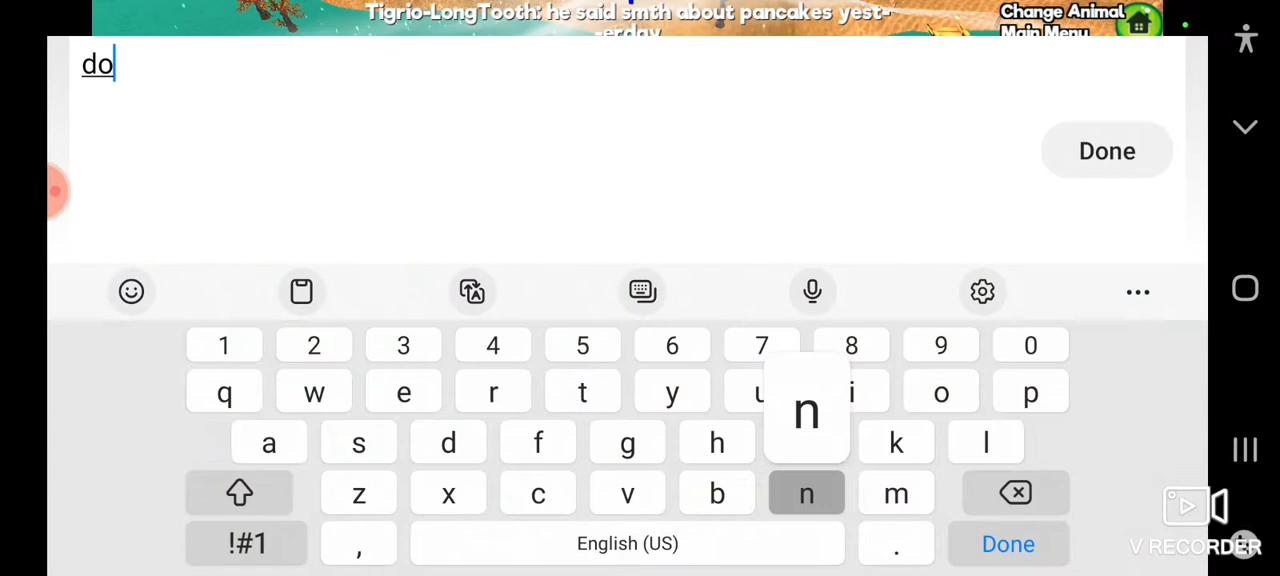 Tigrio-LongTooth: he said smth about pancakes yest-
-erday
Change Animal
Main Menu
do
Done
1 2 3 4 5 6 7 8 9 0
q w e r t y u i o p
n
a s d f g h k l
z x c v b n m
!#1 , English (US) . Done
V RECORDER